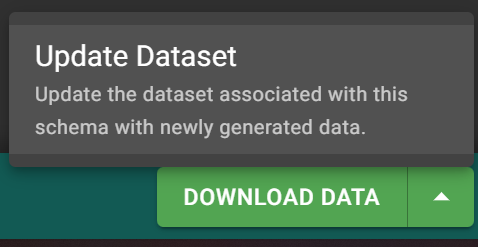 Update Dataset
Update the dataset associated with this
schema with newly generated data.
DOWNLOAD DATA